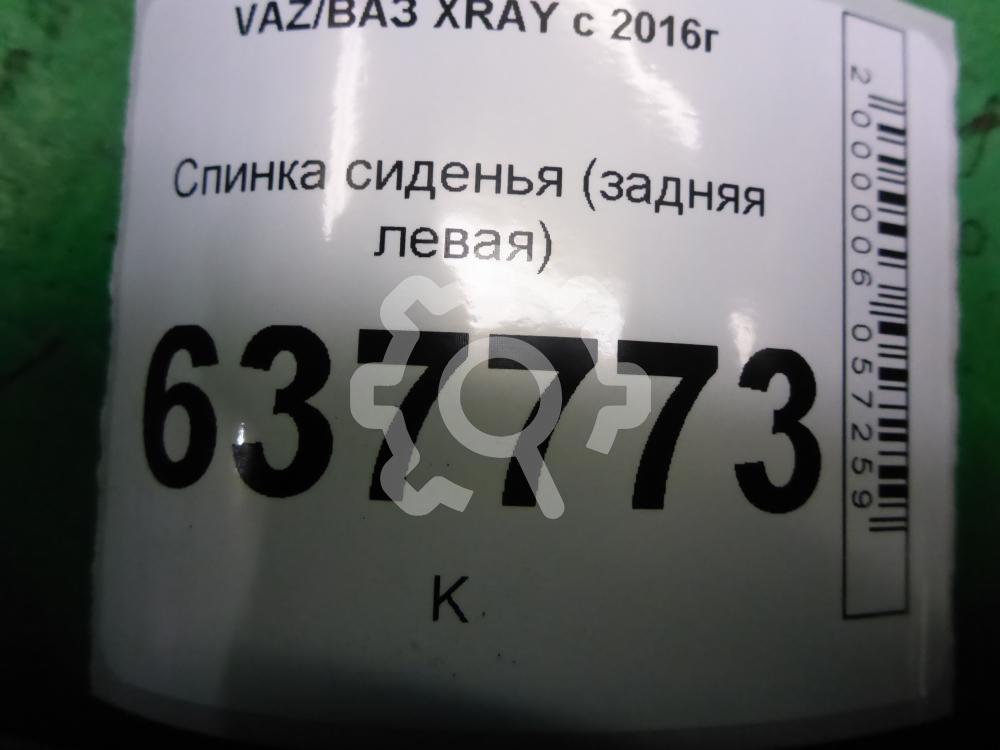 VAZ/ВАЗ XRAY с 2016г
Спинка сиденья (задняя
левая)
637773
К
2000006057259